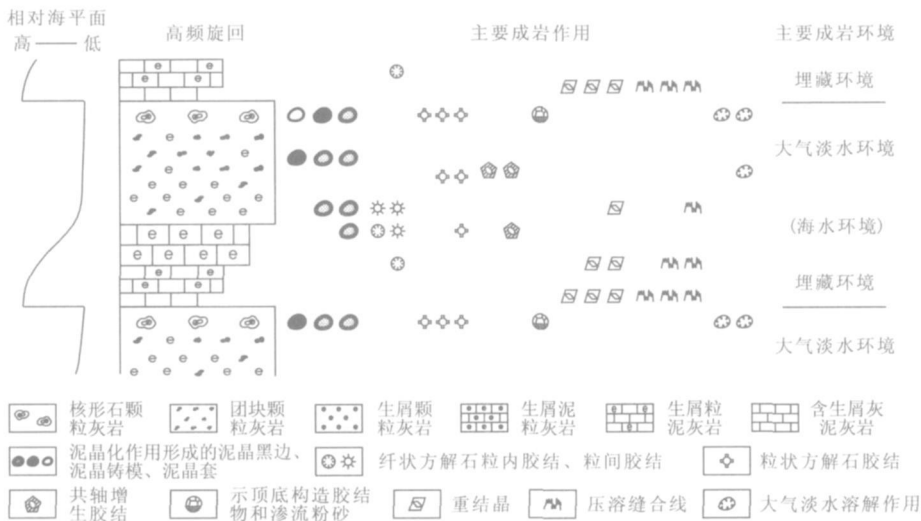 相对海平面
高 —— 低
高频旋回
主要成岩作用
主要成岩环境
埋藏环境
大气淡水环境
(海水环境)
埋藏环境
大气淡水环境
核形石颗
粒灰岩
团块颗
粒灰岩
生屑颗
粒灰岩
生屑泥
粒灰岩
生屑粒
泥灰岩
含生屑灰
泥灰岩
泥晶化作用形成的泥晶黑边、
泥晶铸模、泥晶套
纤状方解石粒内胶结、粒间胶结
粒状方解石胶结
共轴增
生胶结
示顶底构造胶结
物和渗流粉砂
重结晶
压溶缝合线
大气淡水溶解作用